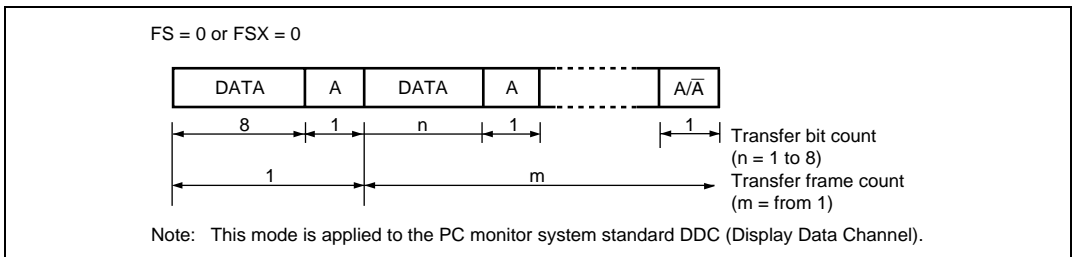 FS = 0 or FSX = 0
DATA A DATA A A/A̅
8 1 n 1 1
Transfer bit count
(n = 1 to 8)
1 m
Transfer frame count
(m = from 1)
Note: This mode is applied to the PC monitor system standard DDC (Display Data Channel).